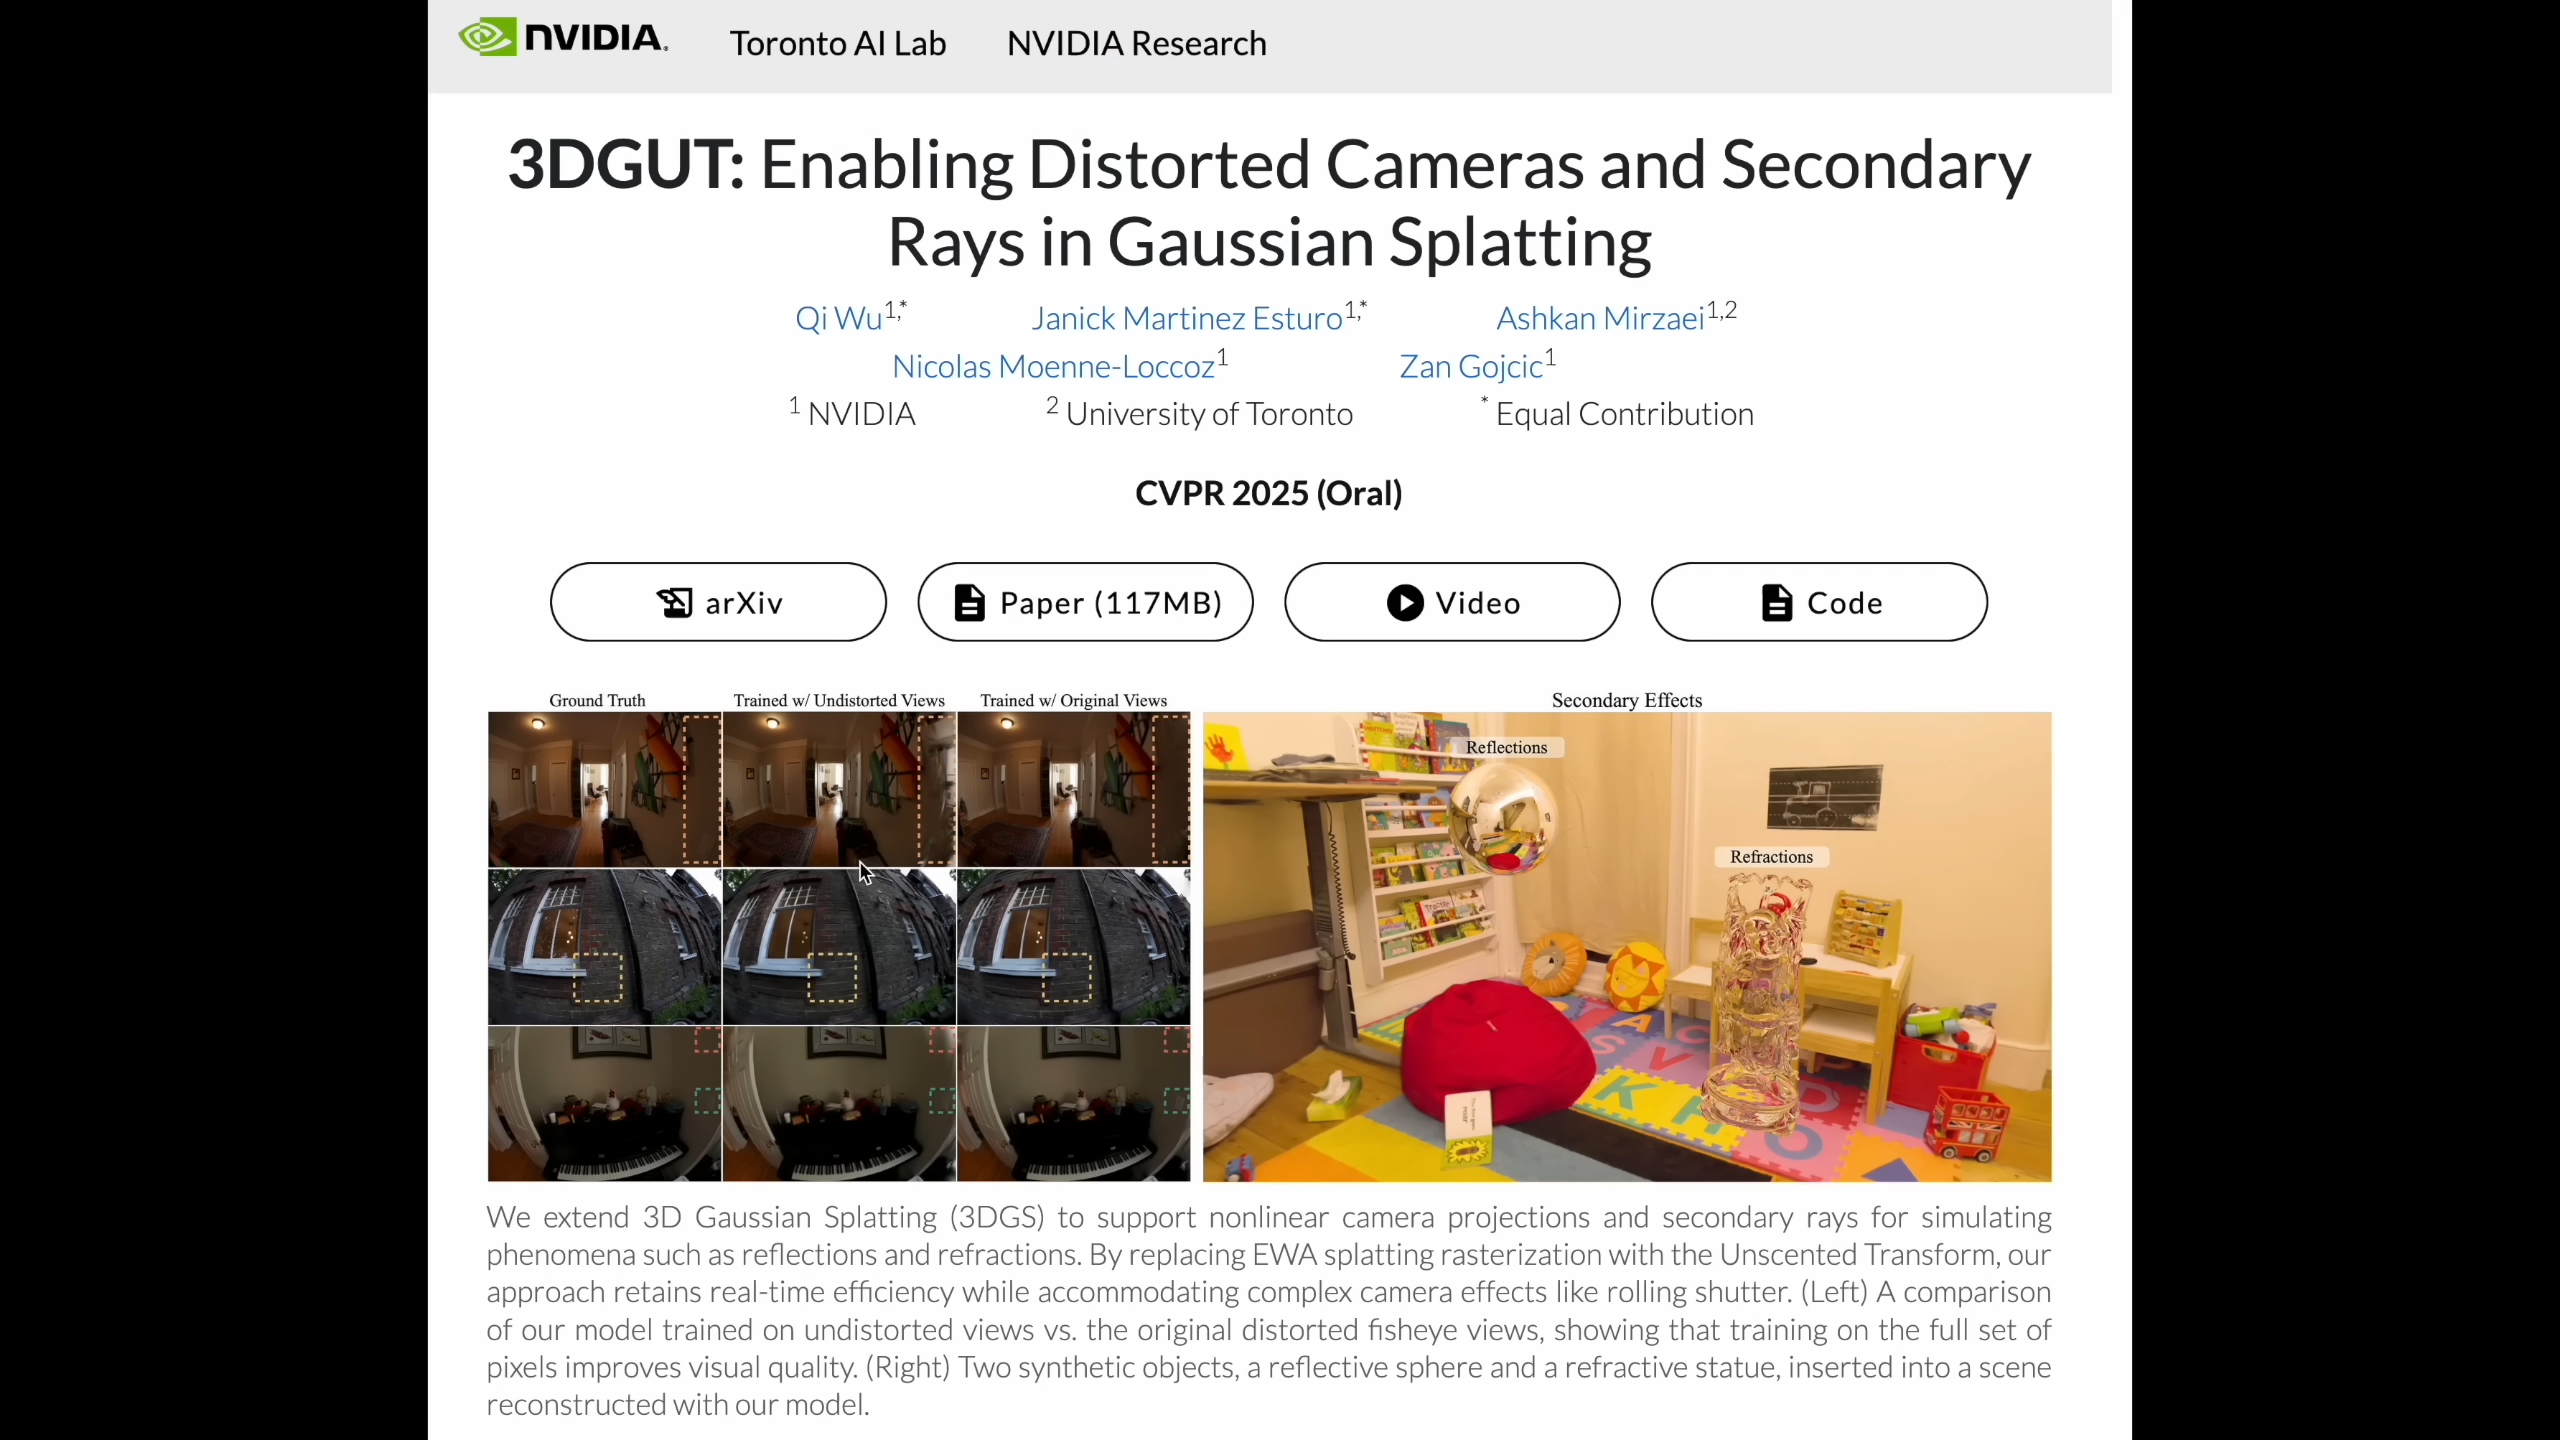 NVIDIA. Toronto AI Lab NVIDIA Research
3DGUT: Enabling Distorted Cameras and Secondary
Rays in Gaussian Splatting
Qi Wu1,* Janick Martinez Esturo1,* Ashkan Mirzaei1,2
Nicolas Moenne-Loccoz1 Zan Gojcic1
1 NVIDIA 2 University of Toronto * Equal Contribution
CVPR 2025 (Oral)
arXiv Paper (117MB) Video Code
Ground Truth Trained w/ Undistorted Views Trained w/ Original Views Secondary Effects
Reflections
Refractions
We extend 3D Gaussian Splatting (3DGS) to support nonlinear camera projections and secondary rays for simulating
phenomena such as reflections and refractions. By replacing EWA splatting rasterization with the Unscented Transform, our
approach retains real-time efficiency while accommodating complex camera effects like rolling shutter. (Left) A comparison
of our model trained on undistorted views vs. the original distorted fisheye views, showing that training on the full set of
pixels improves visual quality. (Right) Two synthetic objects, a reflective sphere and a refractive statue, inserted into a scene
reconstructed with our model.